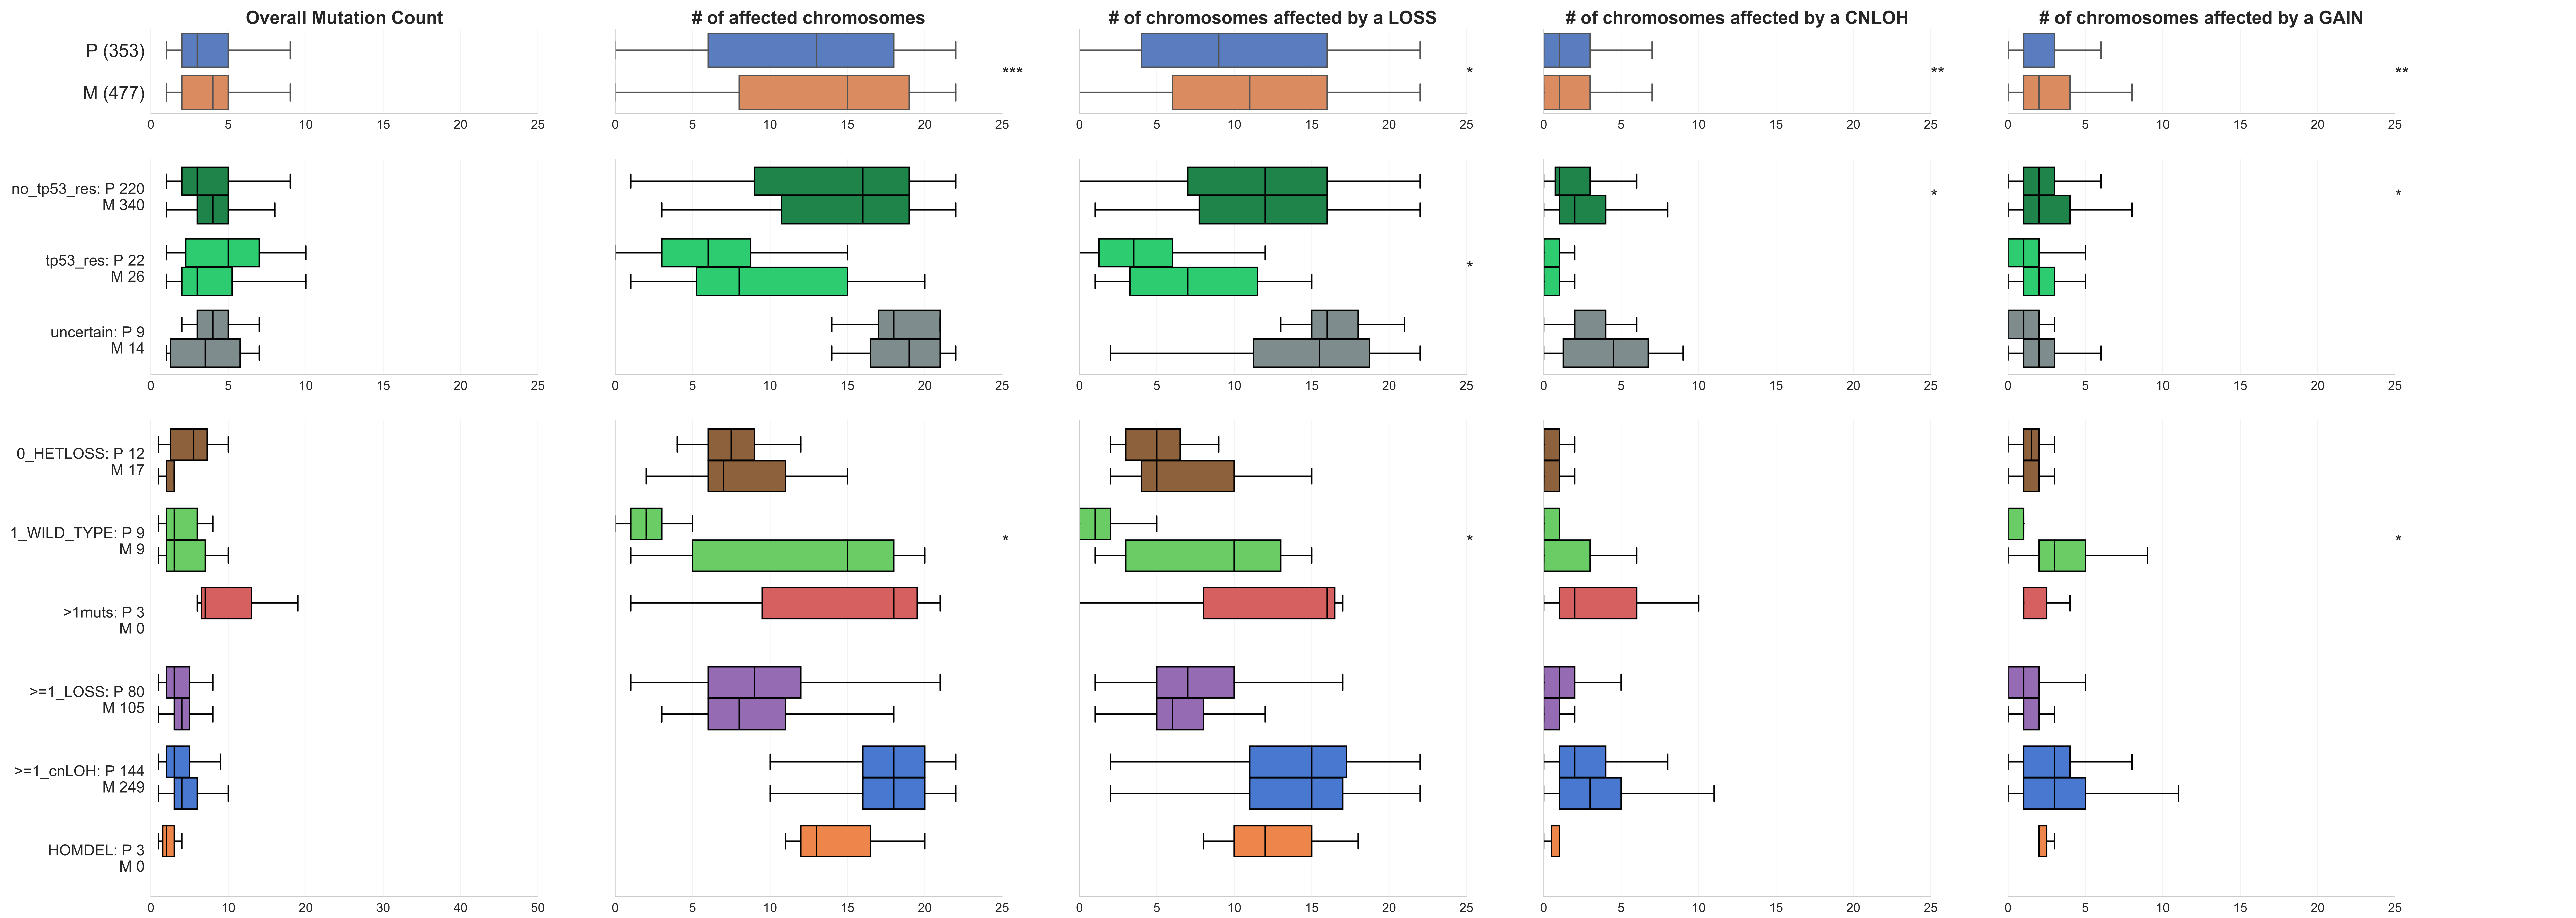 Overall Mutation Count
# of affected chromosomes
# of chromosomes affected by a LOSS
# of chromosomes affected by a CNLOH
# of chromosomes affected by a GAIN
P (353)
M (477)
***
*
**
**
0 5 10 15 20 25
0 5 10 15 20 25
0 5 10 15 20 25
0 5 10 15 20 25
0 5 10 15 20 25
no_tp53_res: P 220
M 340
*
*
tp53_res: P 22
M 26
*
uncertain: P 9
M 14
0 5 10 15 20 25
0 5 10 15 20 25
0 5 10 15 20 25
0 5 10 15 20 25
0 5 10 15 20 25
0_HETLOSS: P 12
M 17
1_WILD_TYPE: P 9
M 9
*
*
*
>1muts: P 3
M 0
>=1_LOSS: P 80
M 105
>=1_cnLOH: P 144
M 249
HOMDEL: P 3
M 0
0 10 20 30 40 50
0 5 10 15 20 25
0 5 10 15 20 25
0 5 10 15 20 25
0 5 10 15 20 25